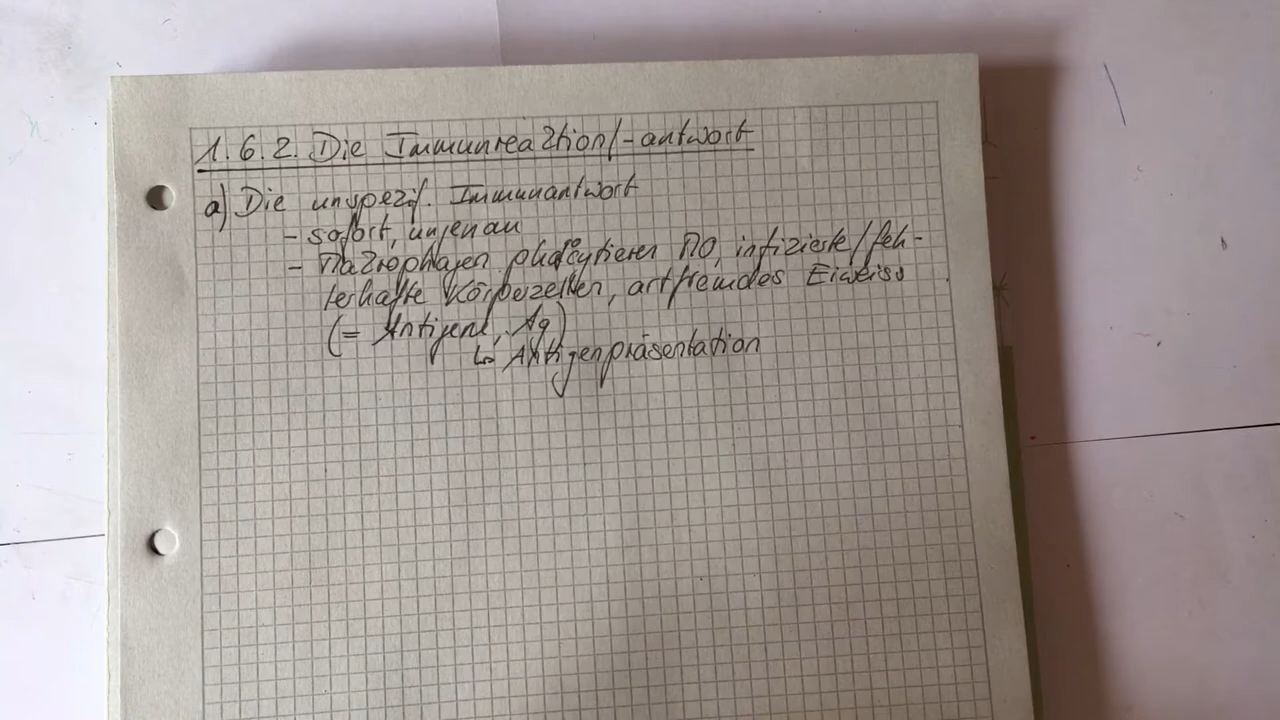 1.6.2. Die Immunreaktion/-antwort
a) Die unspezif. Immunantwort
- sofort, ungenau
- Makrophagen phagcytieren MO, infizierte/feh-
lerhafte Körperzellen, artfremdes Eiweiss
(= Antigene, Ag)
↳ Antigenpräsentation